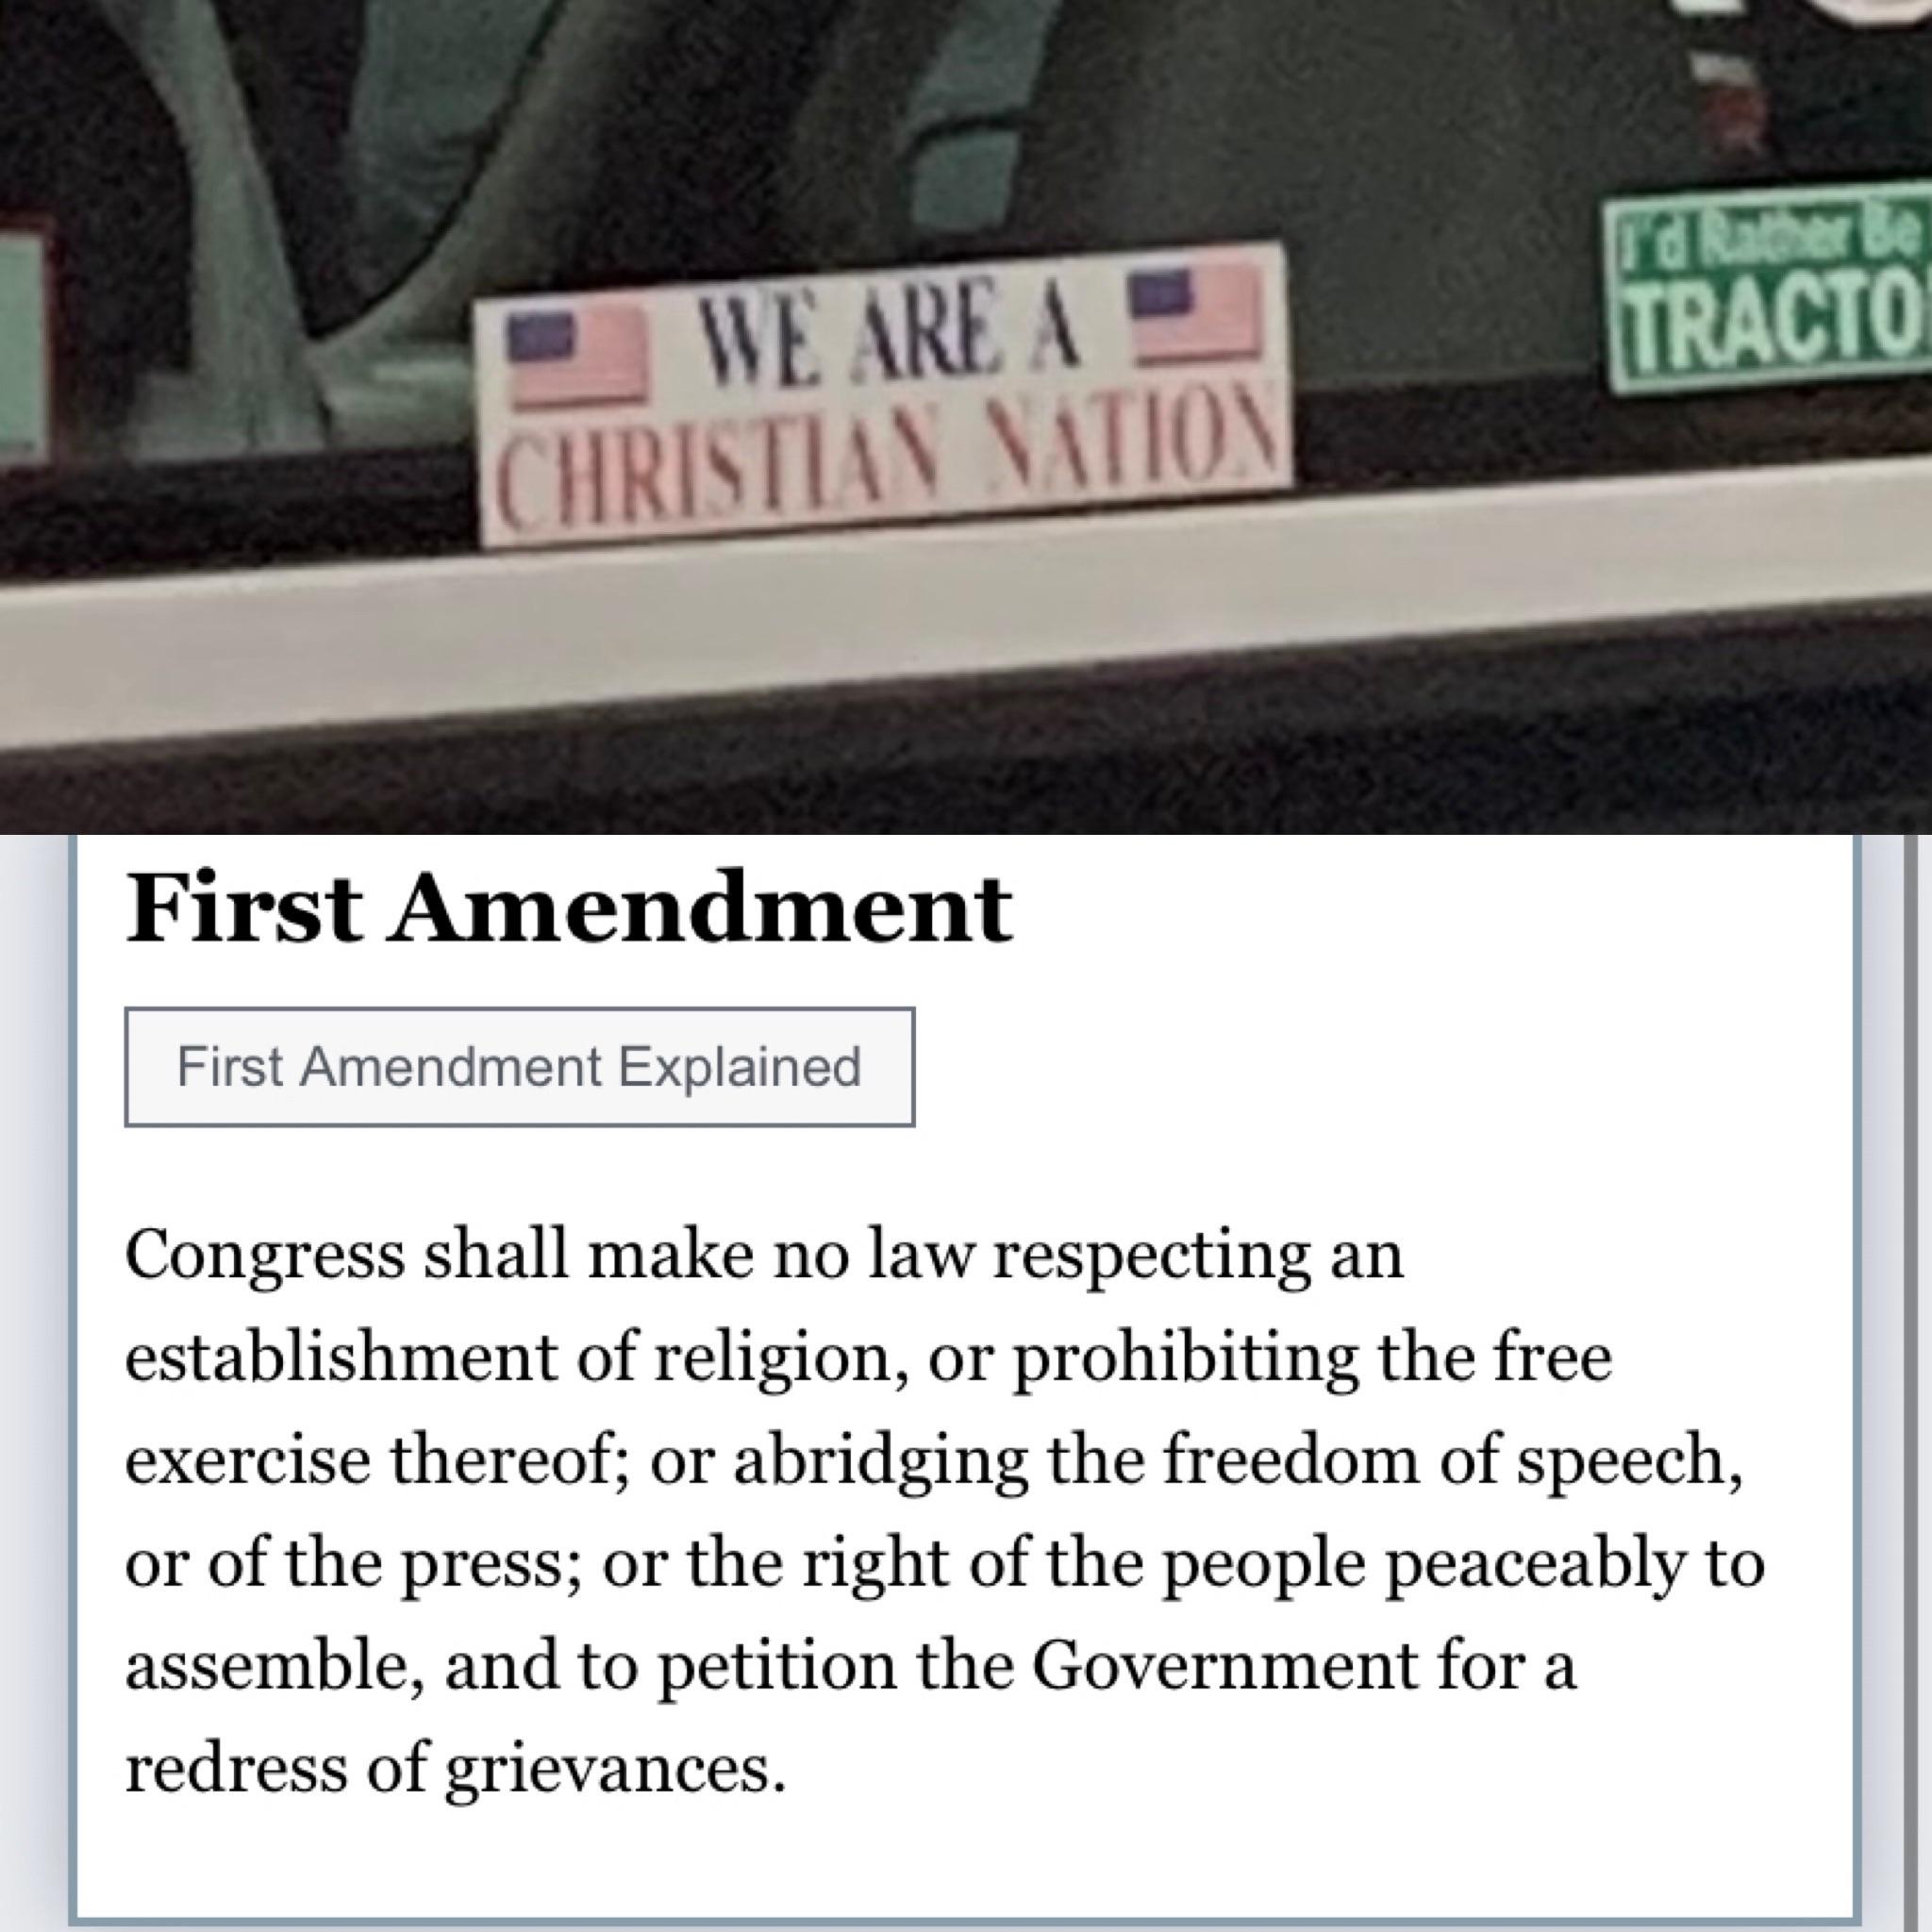 WE ARE A
CHRISTIAN NATION
I'd Rather Be
TRACTO
First Amendment
First Amendment Explained
Congress shall make no law respecting an
establishment of religion, or prohibiting the free
exercise thereof; or abridging the freedom of speech,
or of the press; or the right of the people peaceably to
assemble, and to petition the Government for a
redress of grievances.